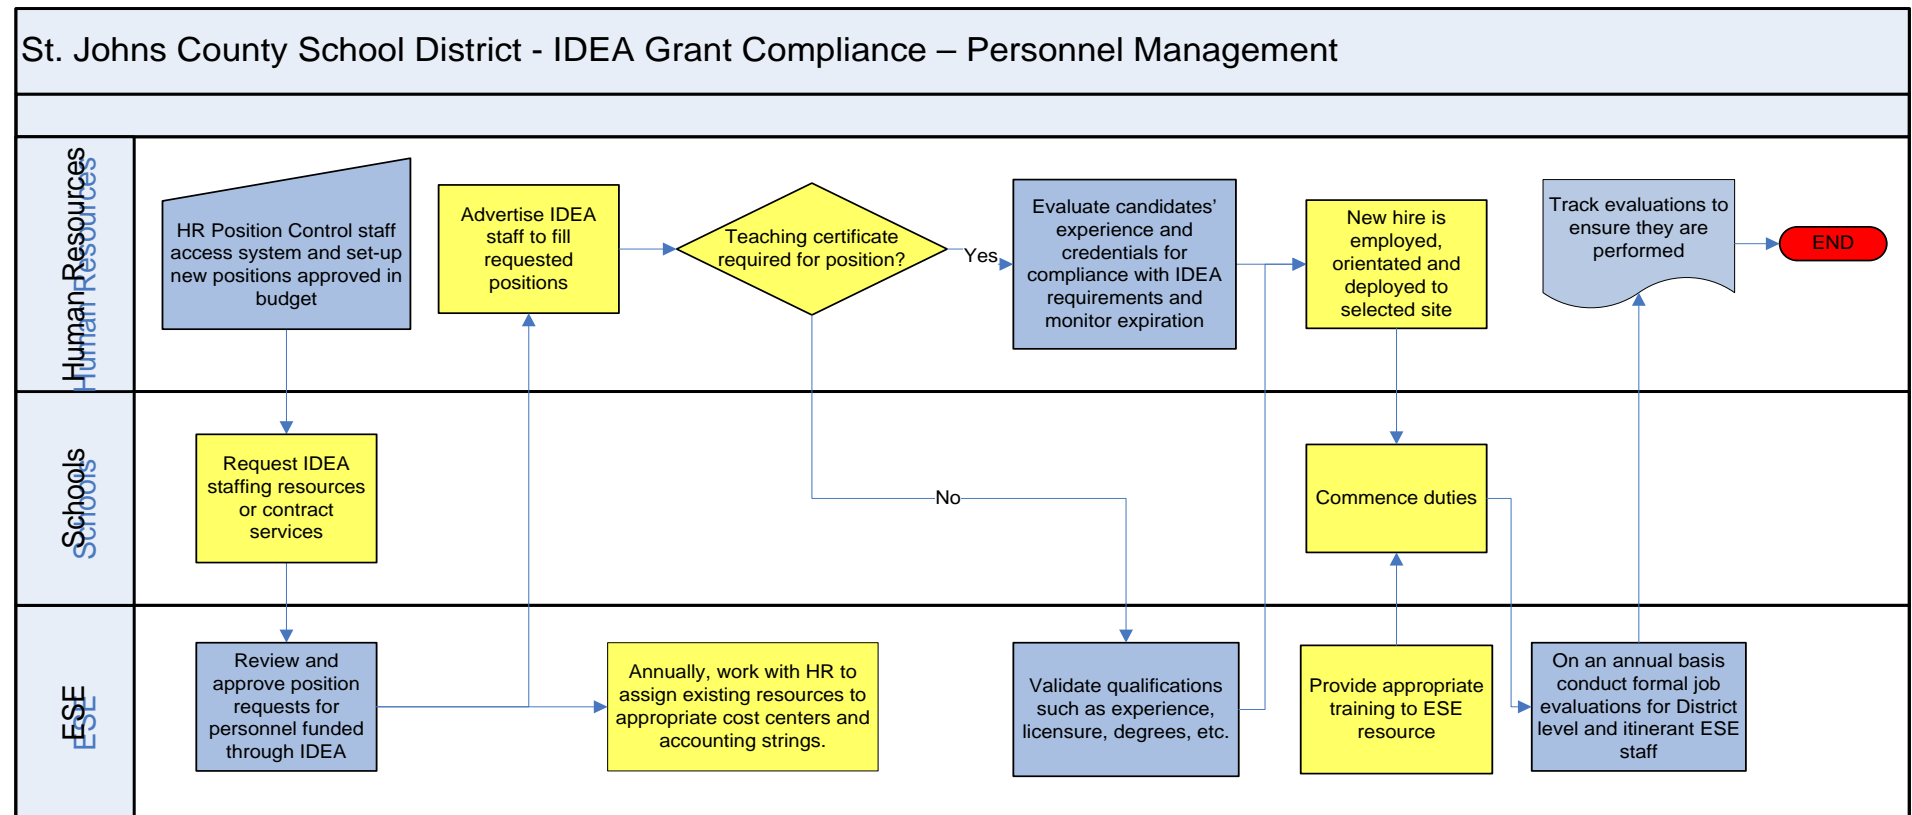 St. Johns County School District - IDEA Grant Compliance – Personnel Management
Human Resources
Human Resources
HR Position Control staff
access system and set-up
new positions approved in
budget
Advertise IDEA
staff to fill
requested
positions
Teaching certificate
required for position?
Yes
Evaluate candidates’
experience and
credentials for
compliance with IDEA
requirements and
monitor expiration
New hire is
employed,
orientated and
deployed to
selected site
Track evaluations to
ensure they are
performed
END
Schools
Schools
Request IDEA
staffing resources
or contract
services
No
Commence duties
ESE
ESE
Review and
approve position
requests for
personnel funded
through IDEA
Annually, work with HR to
assign existing resources to
appropriate cost centers and
accounting strings.
Validate qualifications
such as experience,
licensure, degrees, etc.
Provide appropriate
training to ESE
resource
On an annual basis
conduct formal job
evaluations for District
level and itinerant ESE
staff